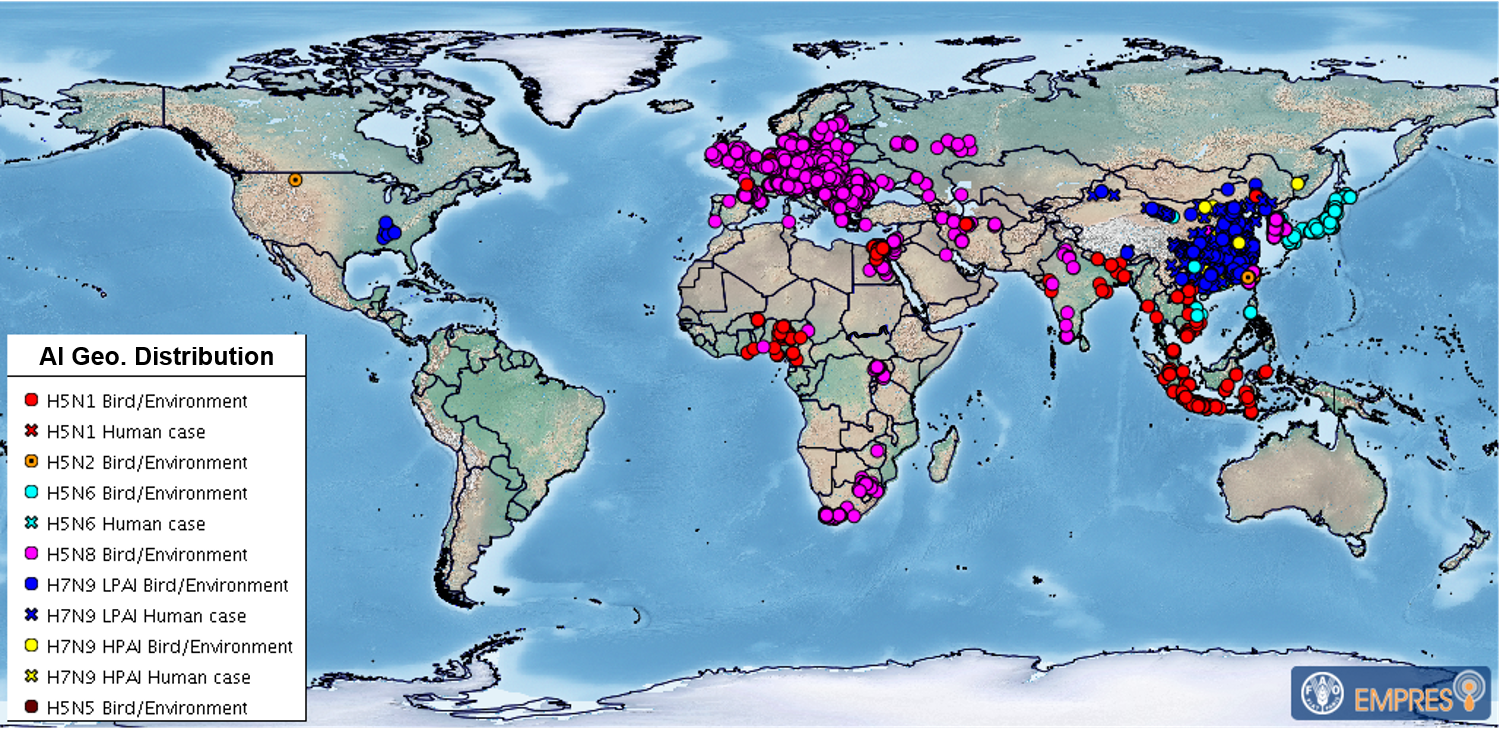 AI Geo. Distribution
H5N1 Bird/Environment
H5N1 Human case
H5N2 Bird/Environment
H5N6 Bird/Environment
H5N6 Human case
H5N8 Bird/Environment
H7N9 LPAI Bird/Environment
H7N9 LPAI Human case
H7N9 HPAI Bird/Environment
H7N9 HPAI Human case
H5N5 Bird/Environment
FAO
EMPRES